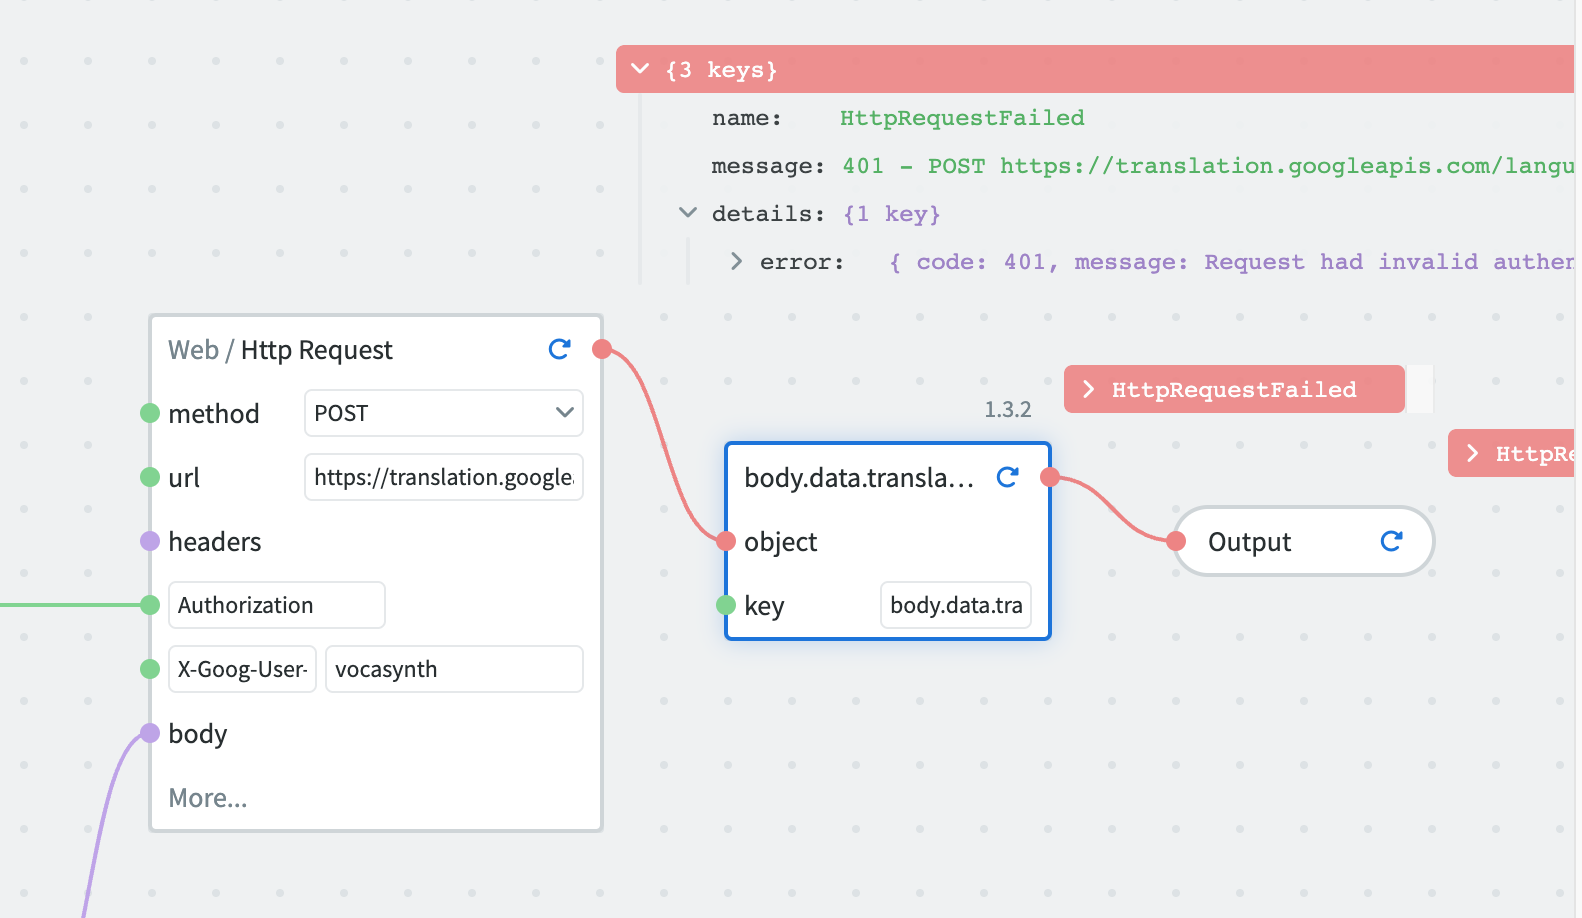 {3 keys}
name: HttpRequestFailed
message: 401 - POST https://translation.googleapis.com/langu
details: {1 key}
error: { code: 401, message: Request had invalid authen
Web / Http Request
method POST
url https://translation.google
headers
Authorization
X-Goog-User- vocasynth
body
More...
1.3.2
body.data.transla...
object
key body.data.tra
HttpRequestFailed
HttpRe
Output